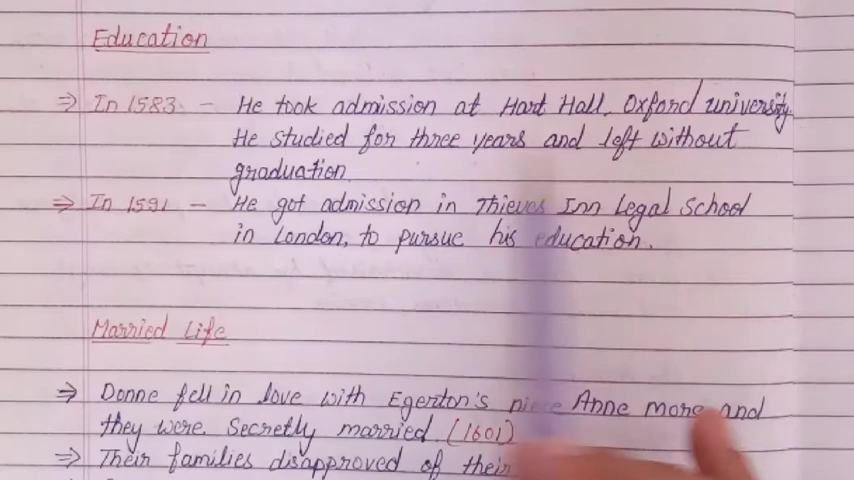 Education
⇒ In 1583 - He took admission at Hart Hall, Oxford university.
He studied for three years and left without
graduation
⇒ In 1591 - He got admission in Thieves Inn Legal School
in London, to pursue his education.
Married Life
⇒ Donne fell in love with Egerton's niece Anne more and
they were secretly married (1601)
⇒ Their families disapproved of their